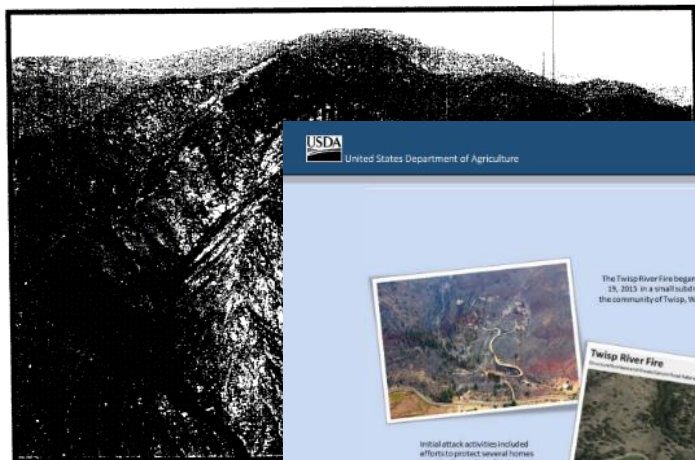 USDA
United States Department of Agriculture
The Twisp River Fire began
19, 2015 in a small subd
the community of Twisp, W
Twisp River Fire
Initial attack activities included
efforts to protect several homes